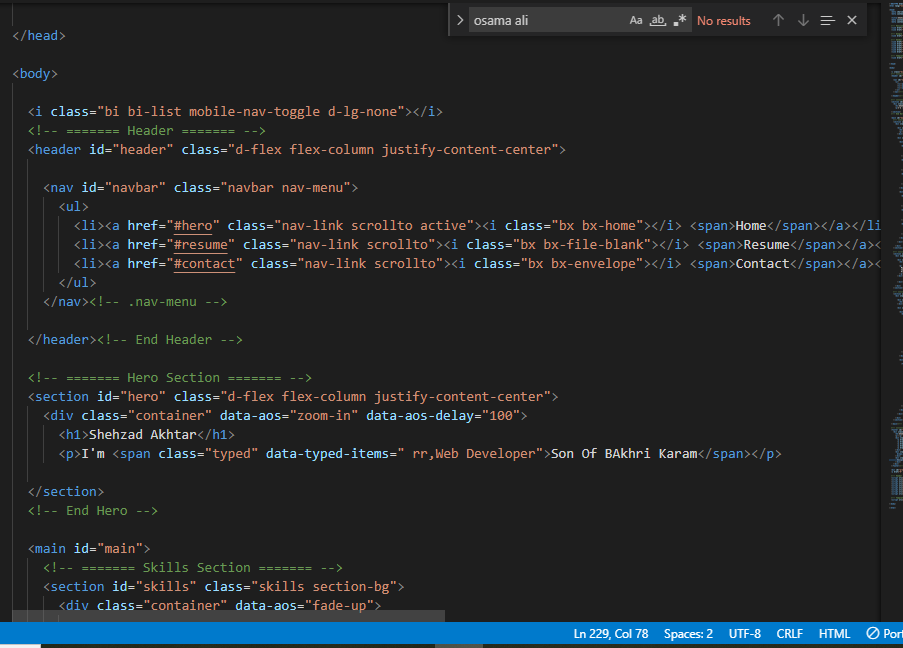 osama ali Aa ab, .* No results
</head>
<body>
<i class="bi bi-list mobile-nav-toggle d-lg-none"></i>
<!-- ======= Header ======= -->
<header id="header" class="d-flex flex-column justify-content-center">
<nav id="navbar" class="navbar nav-menu">
<ul>
<li><a href="#hero" class="nav-link scrollto active"><i class="bx bx-home"></i> <span>Home</span></a></li
<li><a href="#resume" class="nav-link scrollto"><i class="bx bx-file-blank"></i> <span>Resume</span></a><
<li><a href="#contact" class="nav-link scrollto"><i class="bx bx-envelope"></i> <span>Contact</span></a><
</ul>
</nav><!-- .nav-menu -->
</header><!-- End Header -->
<!-- ======= Hero Section ======= -->
<section id="hero" class="d-flex flex-column justify-content-center">
<div class="container" data-aos="zoom-in" data-aos-delay="100">
<h1>Shehzad Akhtar</h1>
<p>I'm <span class="typed" data-typed-items=" rr,Web Developer">Son Of BAkhri Karam</span></p>
</section>
<!-- End Hero -->
<main id="main">
<!-- ======= Skills Section ======= -->
<section id="skills" class="skills section-bg">
<div class="container" data-aos="fade-up">
Ln 229, Col 78 Spaces: 2 UTF-8 CRLF HTML Port